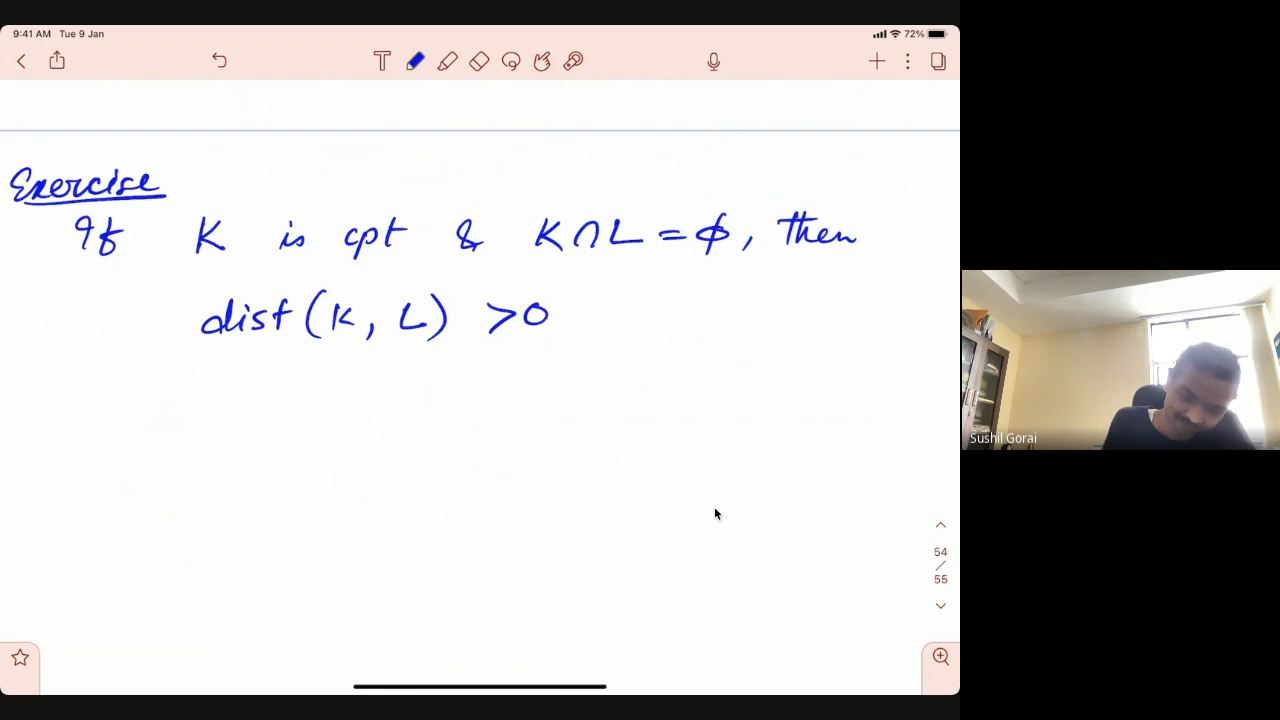 9:41 AM Tue 9 Jan
72%
Exercise
If K is cpt & K ∩ L = ϕ, then
dist (K, L) > 0
Sushil Gorai
54
/
55